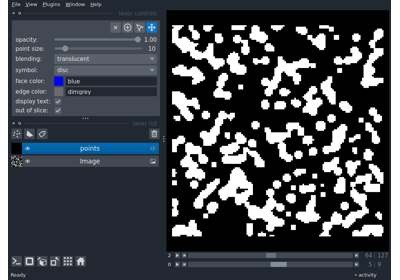 File View Plugins Window Help
layer controls
opacity: 1.00
point size: 10
blending: translucent
symbol: disc
face color: blue
edge color: dimgrey
display text:
out of slice:
layer list
points
Image
2 64 127
0 5 9
Ready activity